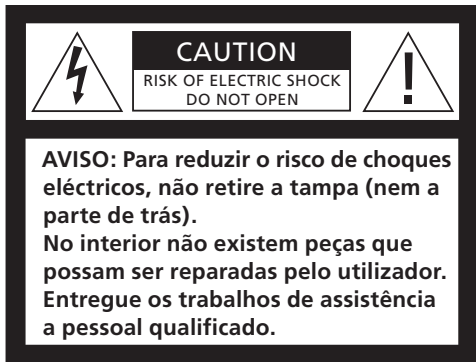 CAUTION
RISK OF ELECTRIC SHOCK
DO NOT OPEN
AVISO: Para reduzir o risco de choques
eléctricos, não retire a tampa (nem a
parte de trás).
No interior não existem peças que
possam ser reparadas pelo utilizador.
Entregue os trabalhos de assistência
a pessoal qualificado.